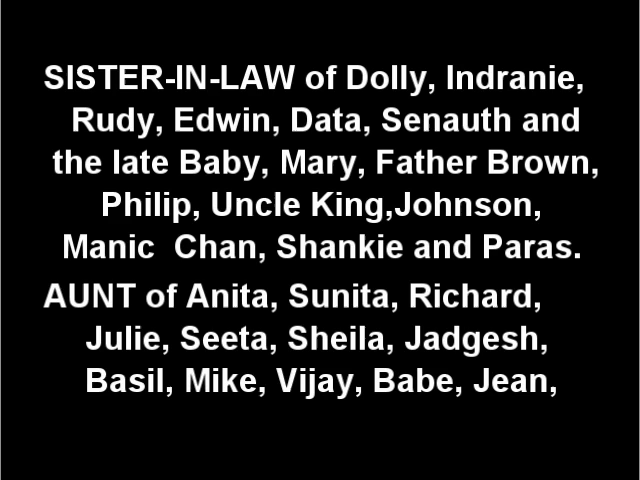 SISTER-IN-LAW of Dolly, Indranie,
Rudy, Edwin, Data, Senauth and
the late Baby, Mary, Father Brown,
Philip, Uncle King,Johnson,
Manic  Chan, Shankie and Paras.
AUNT of Anita, Sunita, Richard,
Julie, Seeta, Sheila, Jadgesh,
Basil, Mike, Vijay, Babe, Jean,